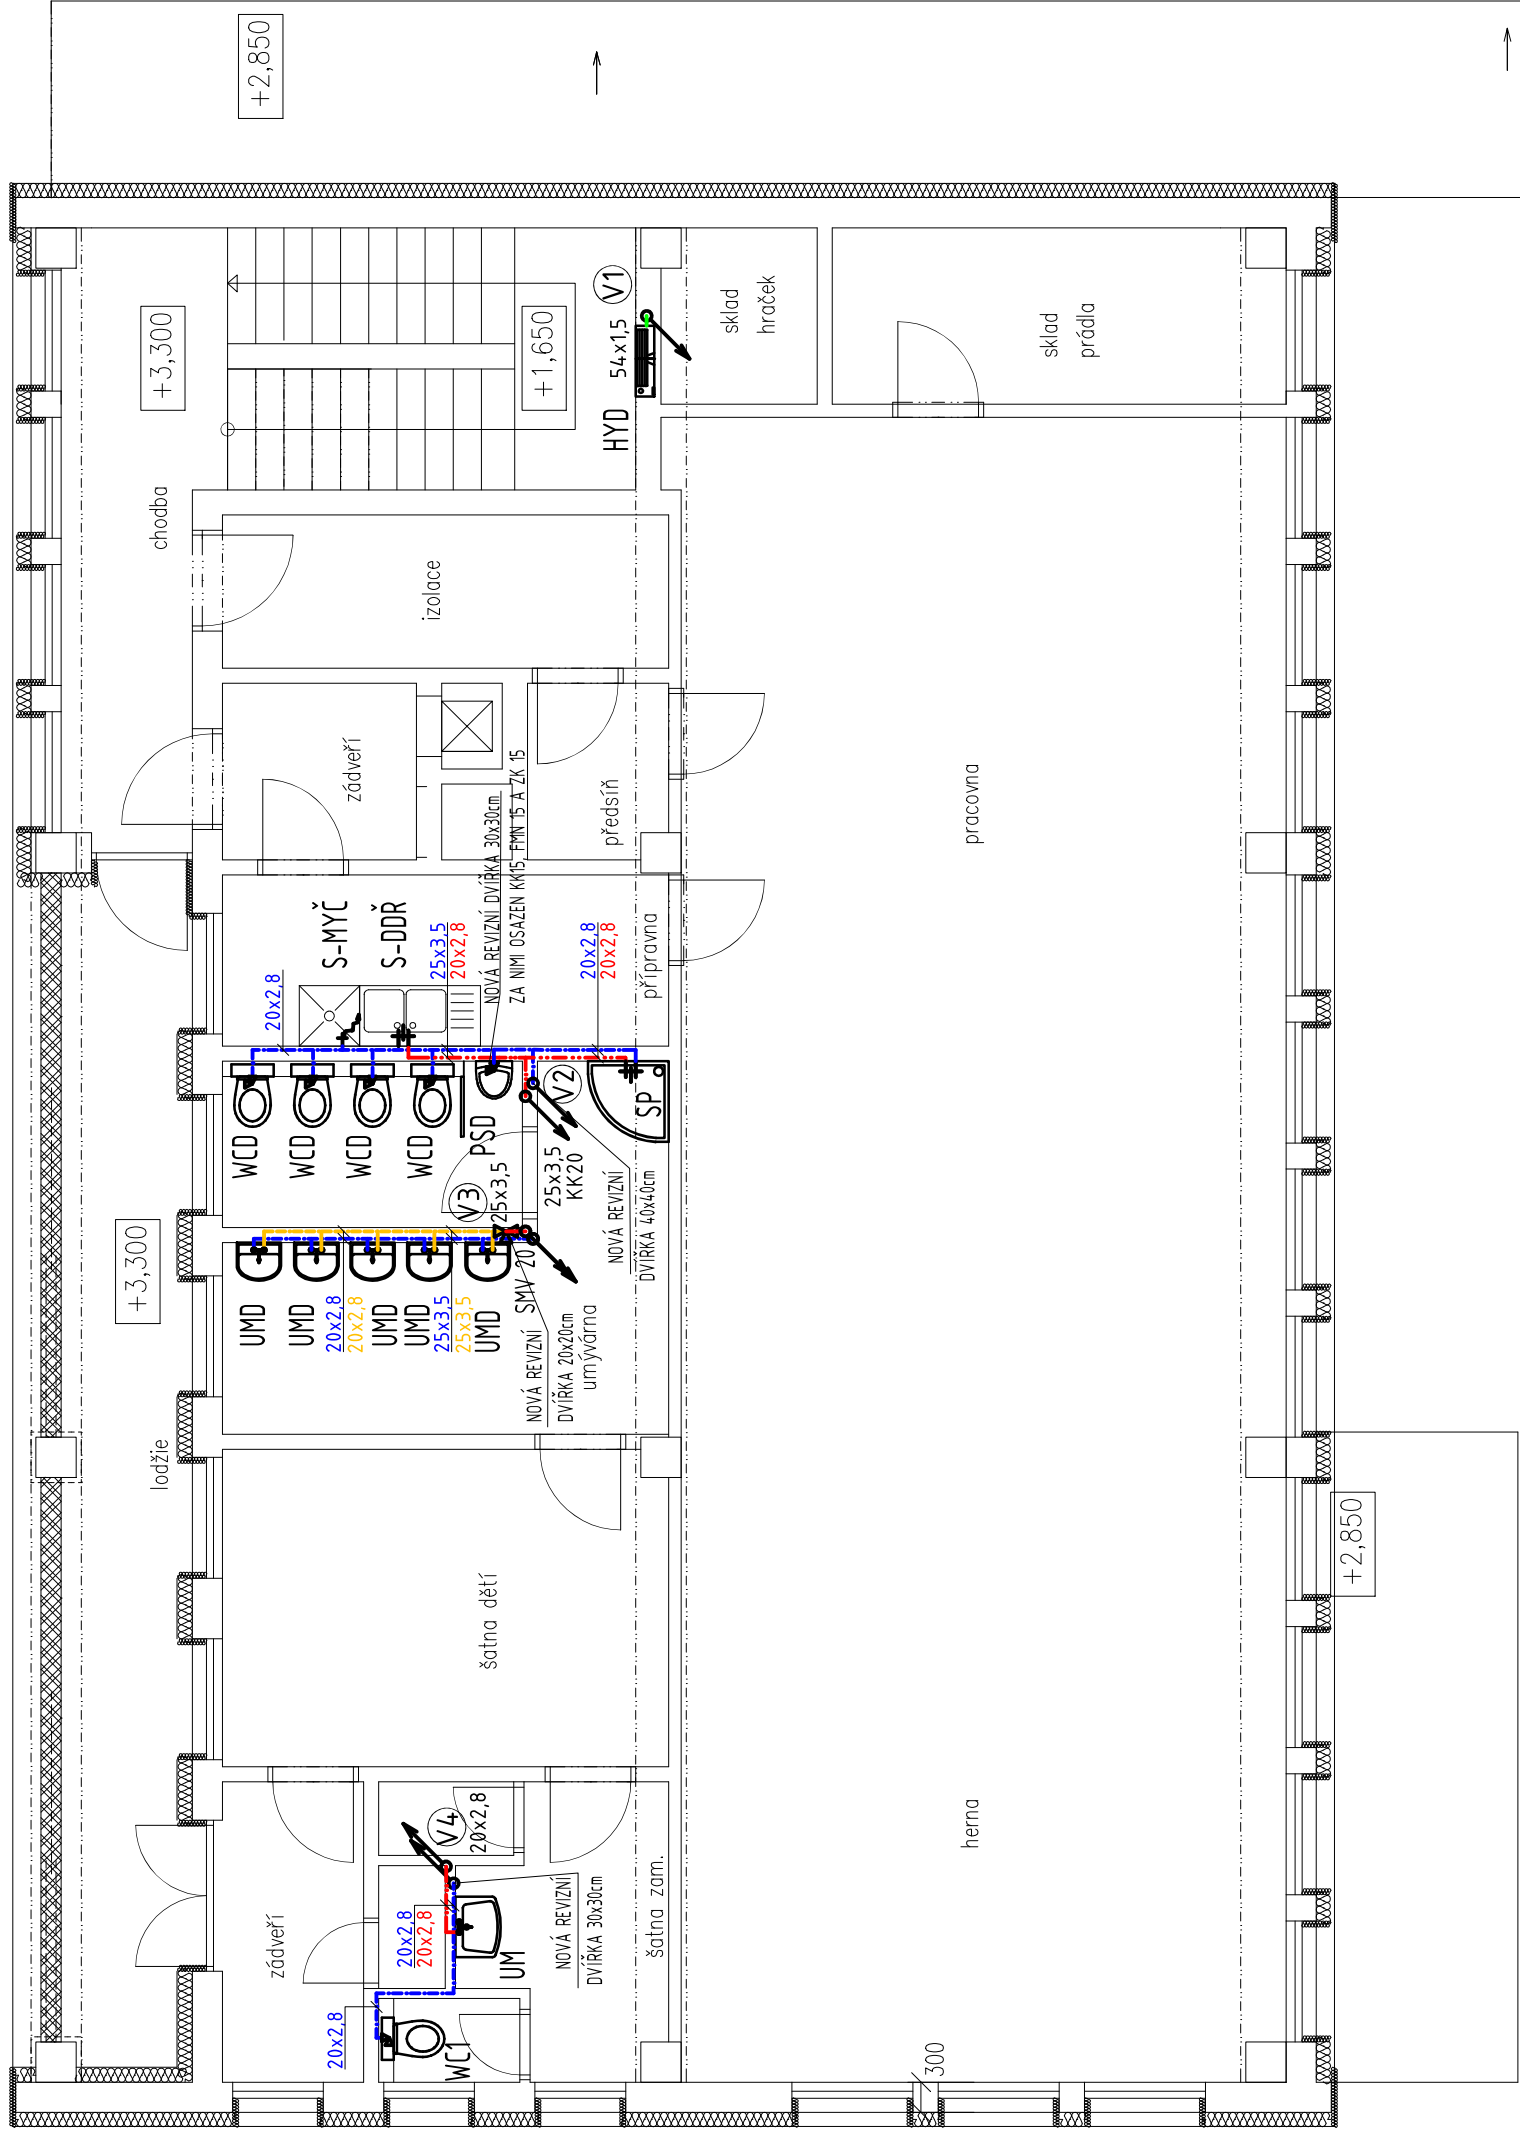 +2,850
+3,300
+1,650
V1
54x1,5
HYD
sklad
hraček
sklad
prádla
chodba
izolace
zádveří
předsíň
pracovna
NOVÁ REVIZNÍ DVÍŘKA 30x30cm
ZA NIMI OSAZEN KK15, FMN 15 A ZK 15
S-MYČ
S-DDŘ
20x2,8
25x3,5
20x2,8
20x2,8
20x2,8
přípravna
WCD
WCD
WCD
WCD
PSD
V2
SP
25x3,5
KK20
V3
25x3,5
NOVÁ REVIZNÍ
DVÍŘKA 40x40cm
+3,300
UMD
UMD
UMD
UMD
UMD
20x2,8
20x2,8
25x3,5
25x3,5
SMV 20
NOVÁ REVIZNÍ
DVÍŘKA 20x20cm
umývárna
lodžie
šatna dětí
+2,850
V4
20x2,8
20x2,8
20x2,8
UM
NOVÁ REVIZNÍ
DVÍŘKA 30x30cm
šatna zam.
zádveří
herna
20x2,8
WC1
300